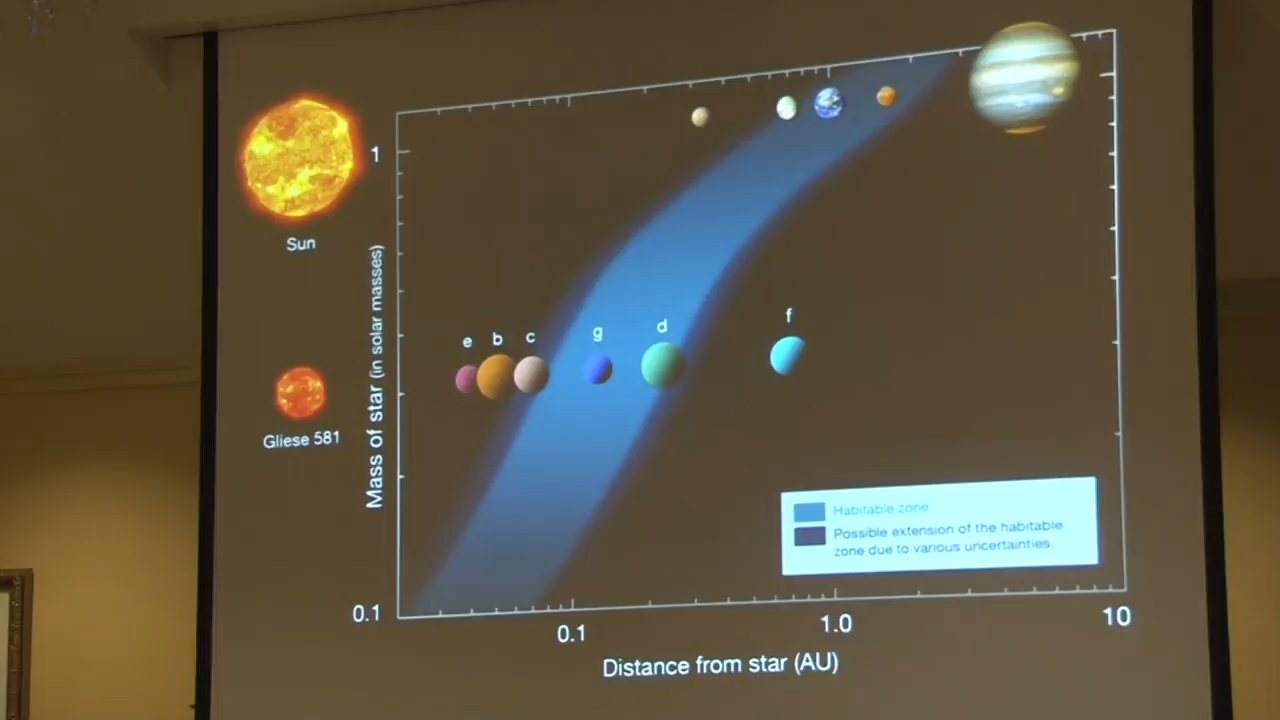 Sun
Gliese 581
Mass of star (in solar masses)
1
0.1
e
b
c
g
d
f
Habitable zone
Possible extension of the habitable
zone due to various uncertainties.
0.1
1.0
10
Distance from star (AU)